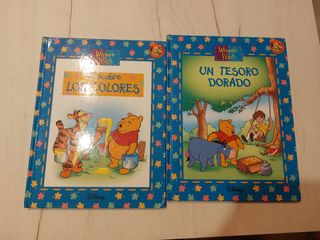 Winnie
the Pooh
LOS COLORES
Disney
Winnie
the Pooh
UN TESORO
DORADO
Disney